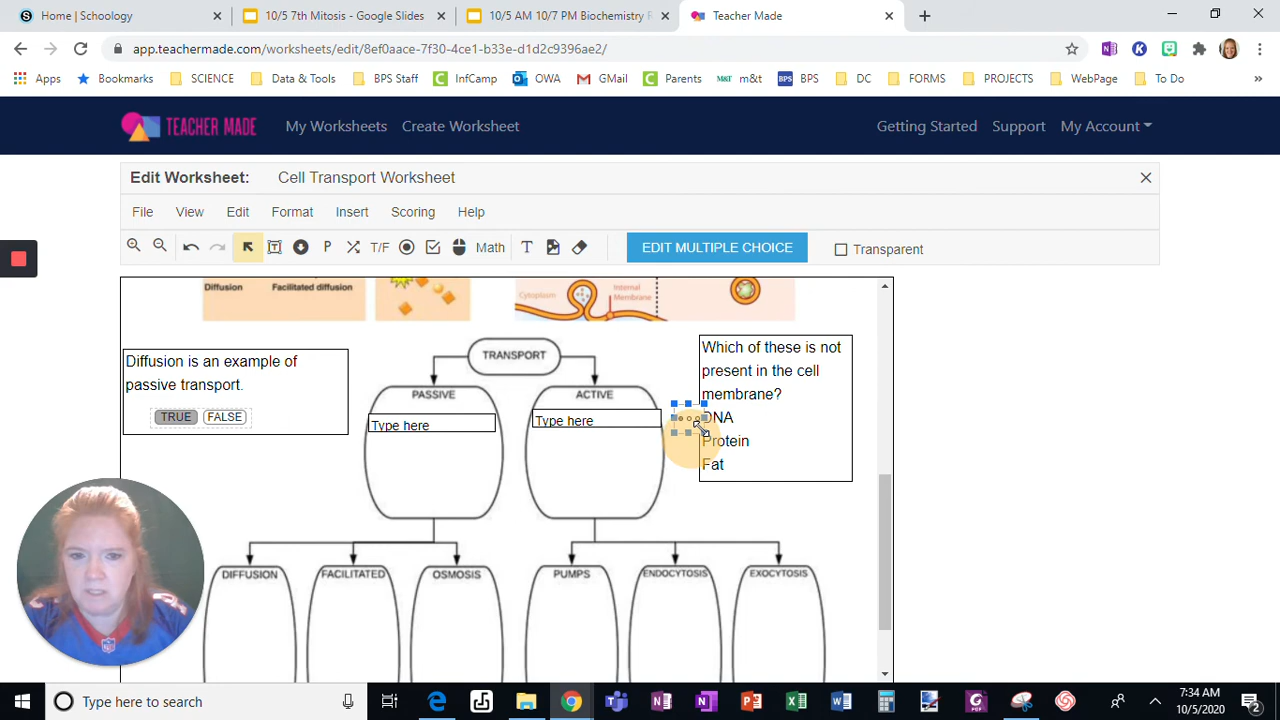 Home | Schoology
10/5 7th Mitosis - Google Slides
10/5 AM 10/7 PM Biochemistry R
Teacher Made
app.teachermade.com/worksheets/edit/8ef0aace-7f30-4ce1-b33e-d1d2c9396ae2/
Apps
Bookmarks
SCIENCE
Data & Tools
BPS Staff
InfCamp
OWA
GMail
Parents
m&t
BPS
DC
FORMS
PROJECTS
WebPage
To Do
TEACHER MADE
My Worksheets
Create Worksheet
Getting Started
Support
My Account
Edit Worksheet:
Cell Transport Worksheet
File
View
Edit
Format
Insert
Scoring
Help
P
T/F
Math
T
EDIT MULTIPLE CHOICE
Transparent
Diffusion
Facilitated diffusion
Cytoplasm
Internal
Membrane
Diffusion is an example of
passive transport.
TRUE
FALSE
TRANSPORT
PASSIVE
ACTIVE
Type here
Type here
Which of these is not
present in the cell
membrane?
DNA
Protein
Fat
DIFFUSION
FACILITATED
OSMOSIS
PUMPS
ENDOCYTOSIS
EXOCYTOSIS
Type here to search
7:34 AM
10/5/2020
2